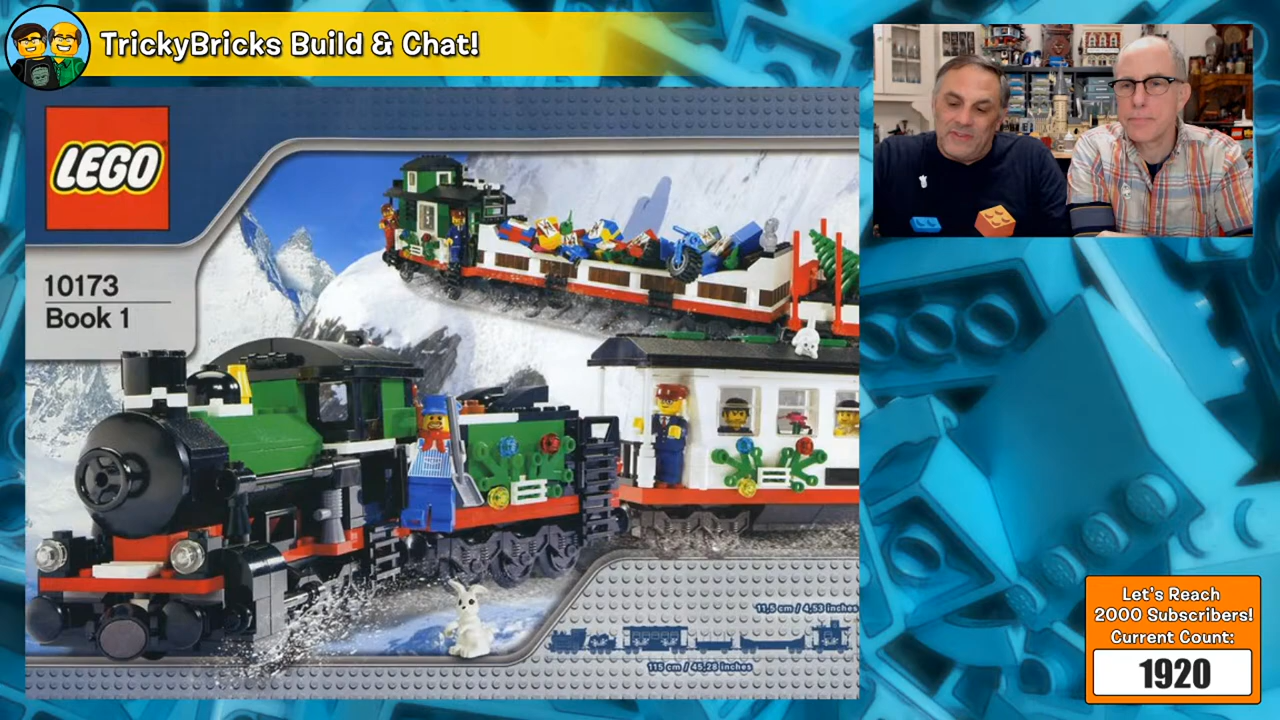 TrickyBricks Build & Chat!
LEGO
10173
Book 1
11,5 cm / 4,53 inches
115 cm / 45,28 inches
Let's Reach
2000 Subscribers!
Current Count:
1920